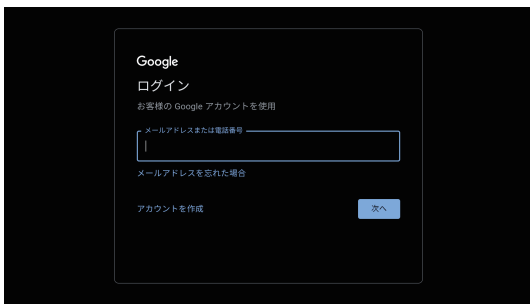 Google
ログイン
お客様の Google アカウントを使用
メールアドレスまたは電話番号
メールアドレスを忘れた場合
アカウントを作成
次へ